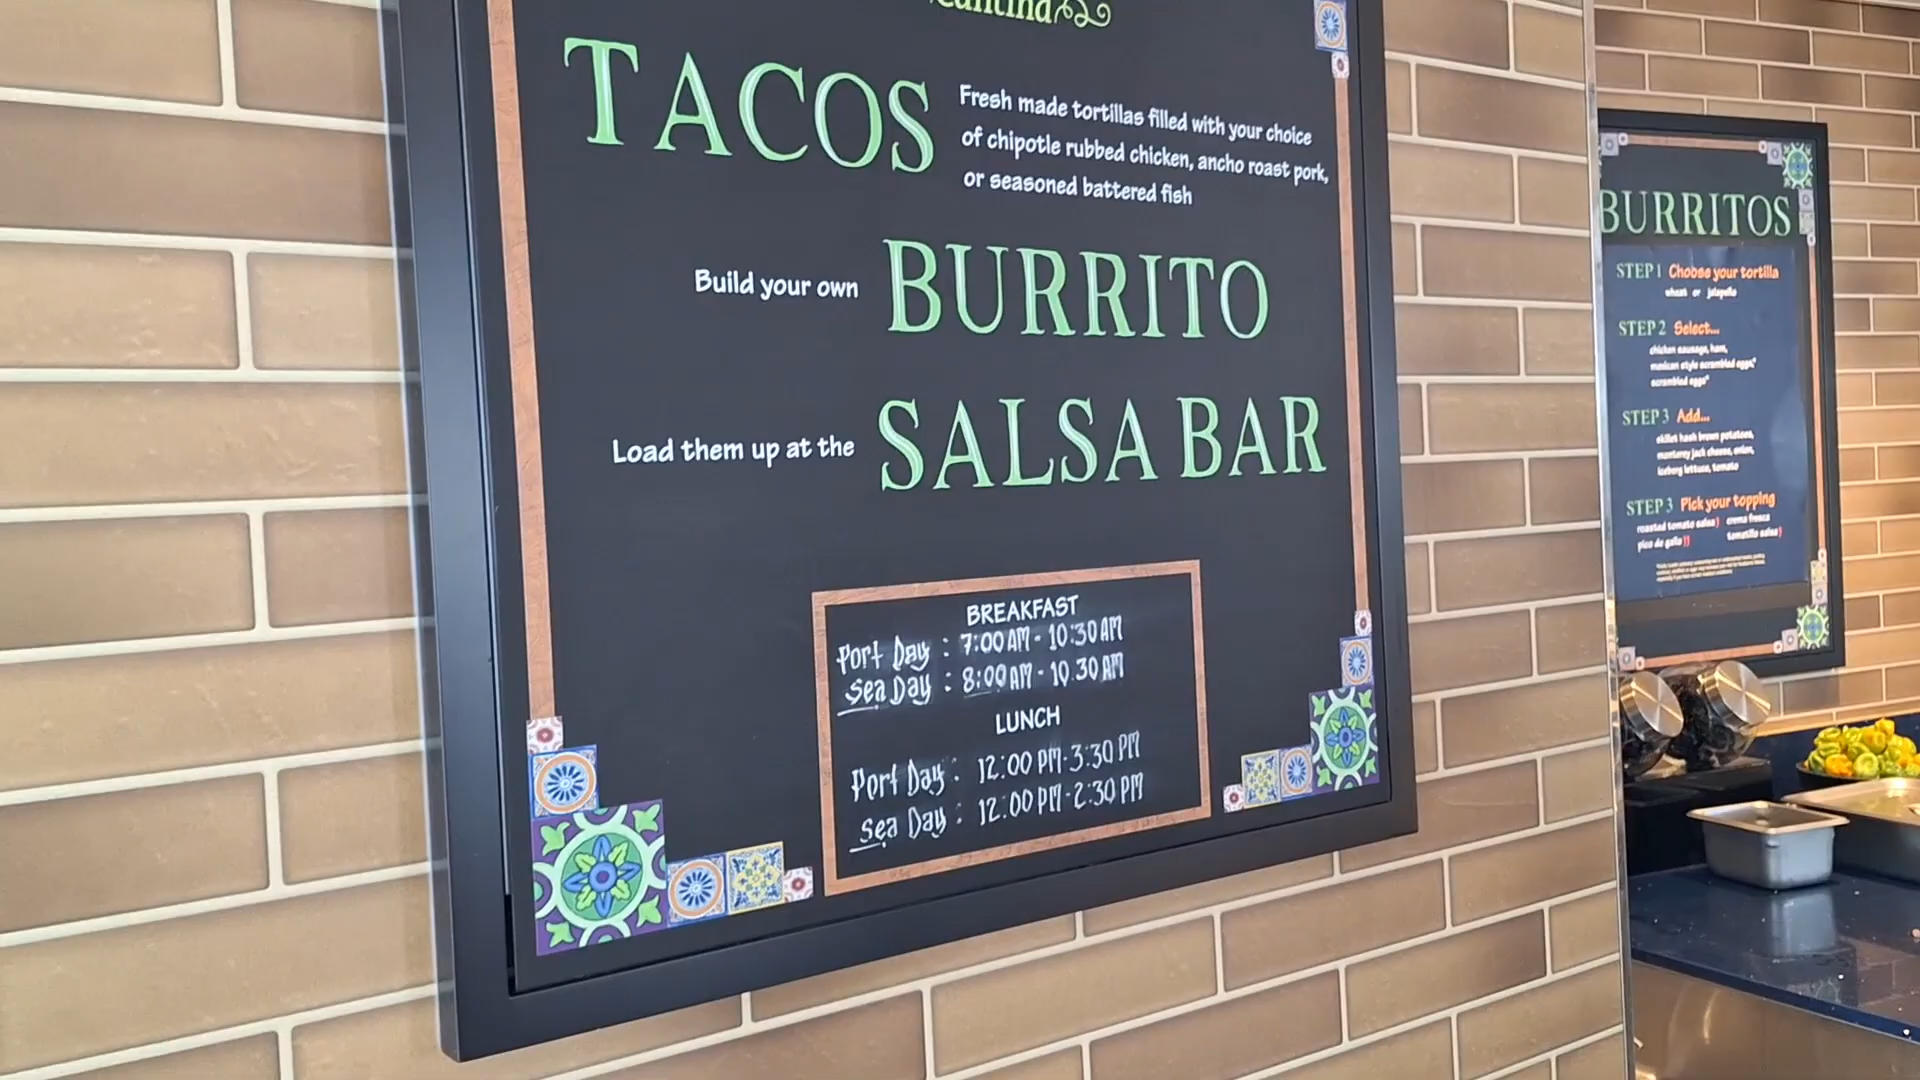 cantina
TACOS
Fresh made tortillas filled with your choice
of chipotle rubbed chicken, ancho roast pork,
or seasoned battered fish
Build your own BURRITO
Load them up at the SALSA BAR
BREAKFAST
Port Day : 7:00 AM - 10:30 AM
Sea Day : 8:00 AM - 10.30 AM
LUNCH
Port Day : 12:00 PM-3:30 PM
Sea Day : 12:00 PM-2:30 PM
BURRITOS
STEP 1 Choose your tortilla
wheat or jalapeño
STEP 2 Select...
chicken sausage, ham,
mexican style scrambled eggs,*
scrambled eggs*
STEP 3 Add...
skillet hash brown potatoes,
monterey jack cheese, onion,
iceberg lettuce, tomato
STEP 3 Pick your topping
roasted tomato salsa crema fresca
pico de gallo tomatillo salsa